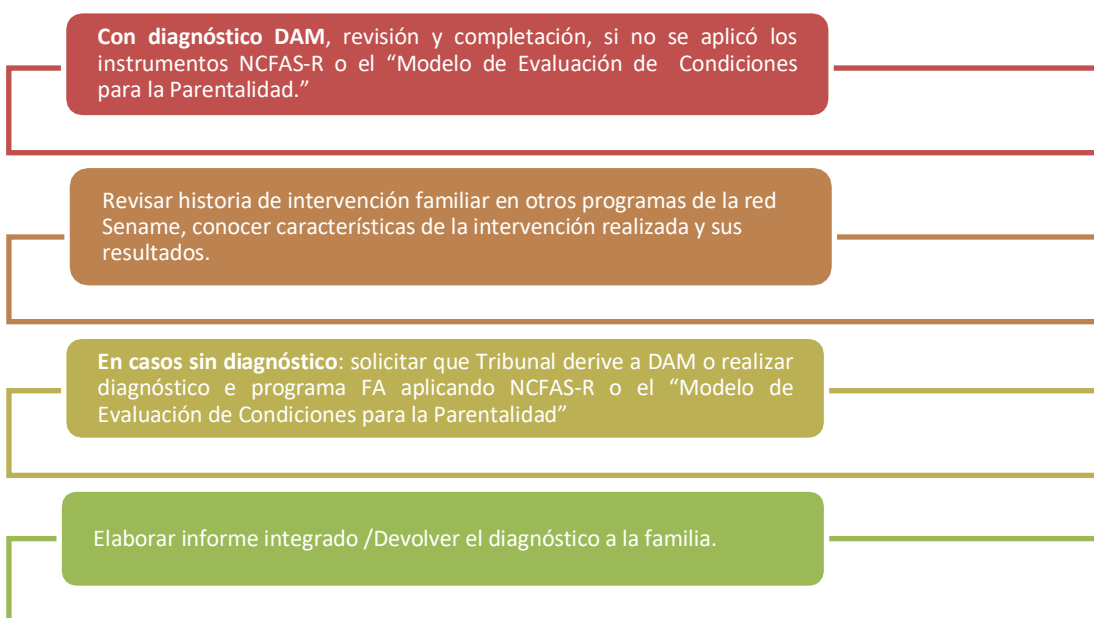 Con diagnóstico DAM, revisión y completación, si no se aplicó los
instrumentos NCFAS-R o el “Modelo de Evaluación de Condiciones
para la Parentalidad.”
Revisar historia de intervención familiar en otros programas de la red
Sename, conocer características de la intervención realizada y sus
resultados.
En casos sin diagnóstico: solicitar que Tribunal derive a DAM o realizar
diagnóstico e programa FA aplicando NCFAS-R o el “Modelo de
Evaluación de Condiciones para la Parentalidad”
Elaborar informe integrado /Devolver el diagnóstico a la familia.